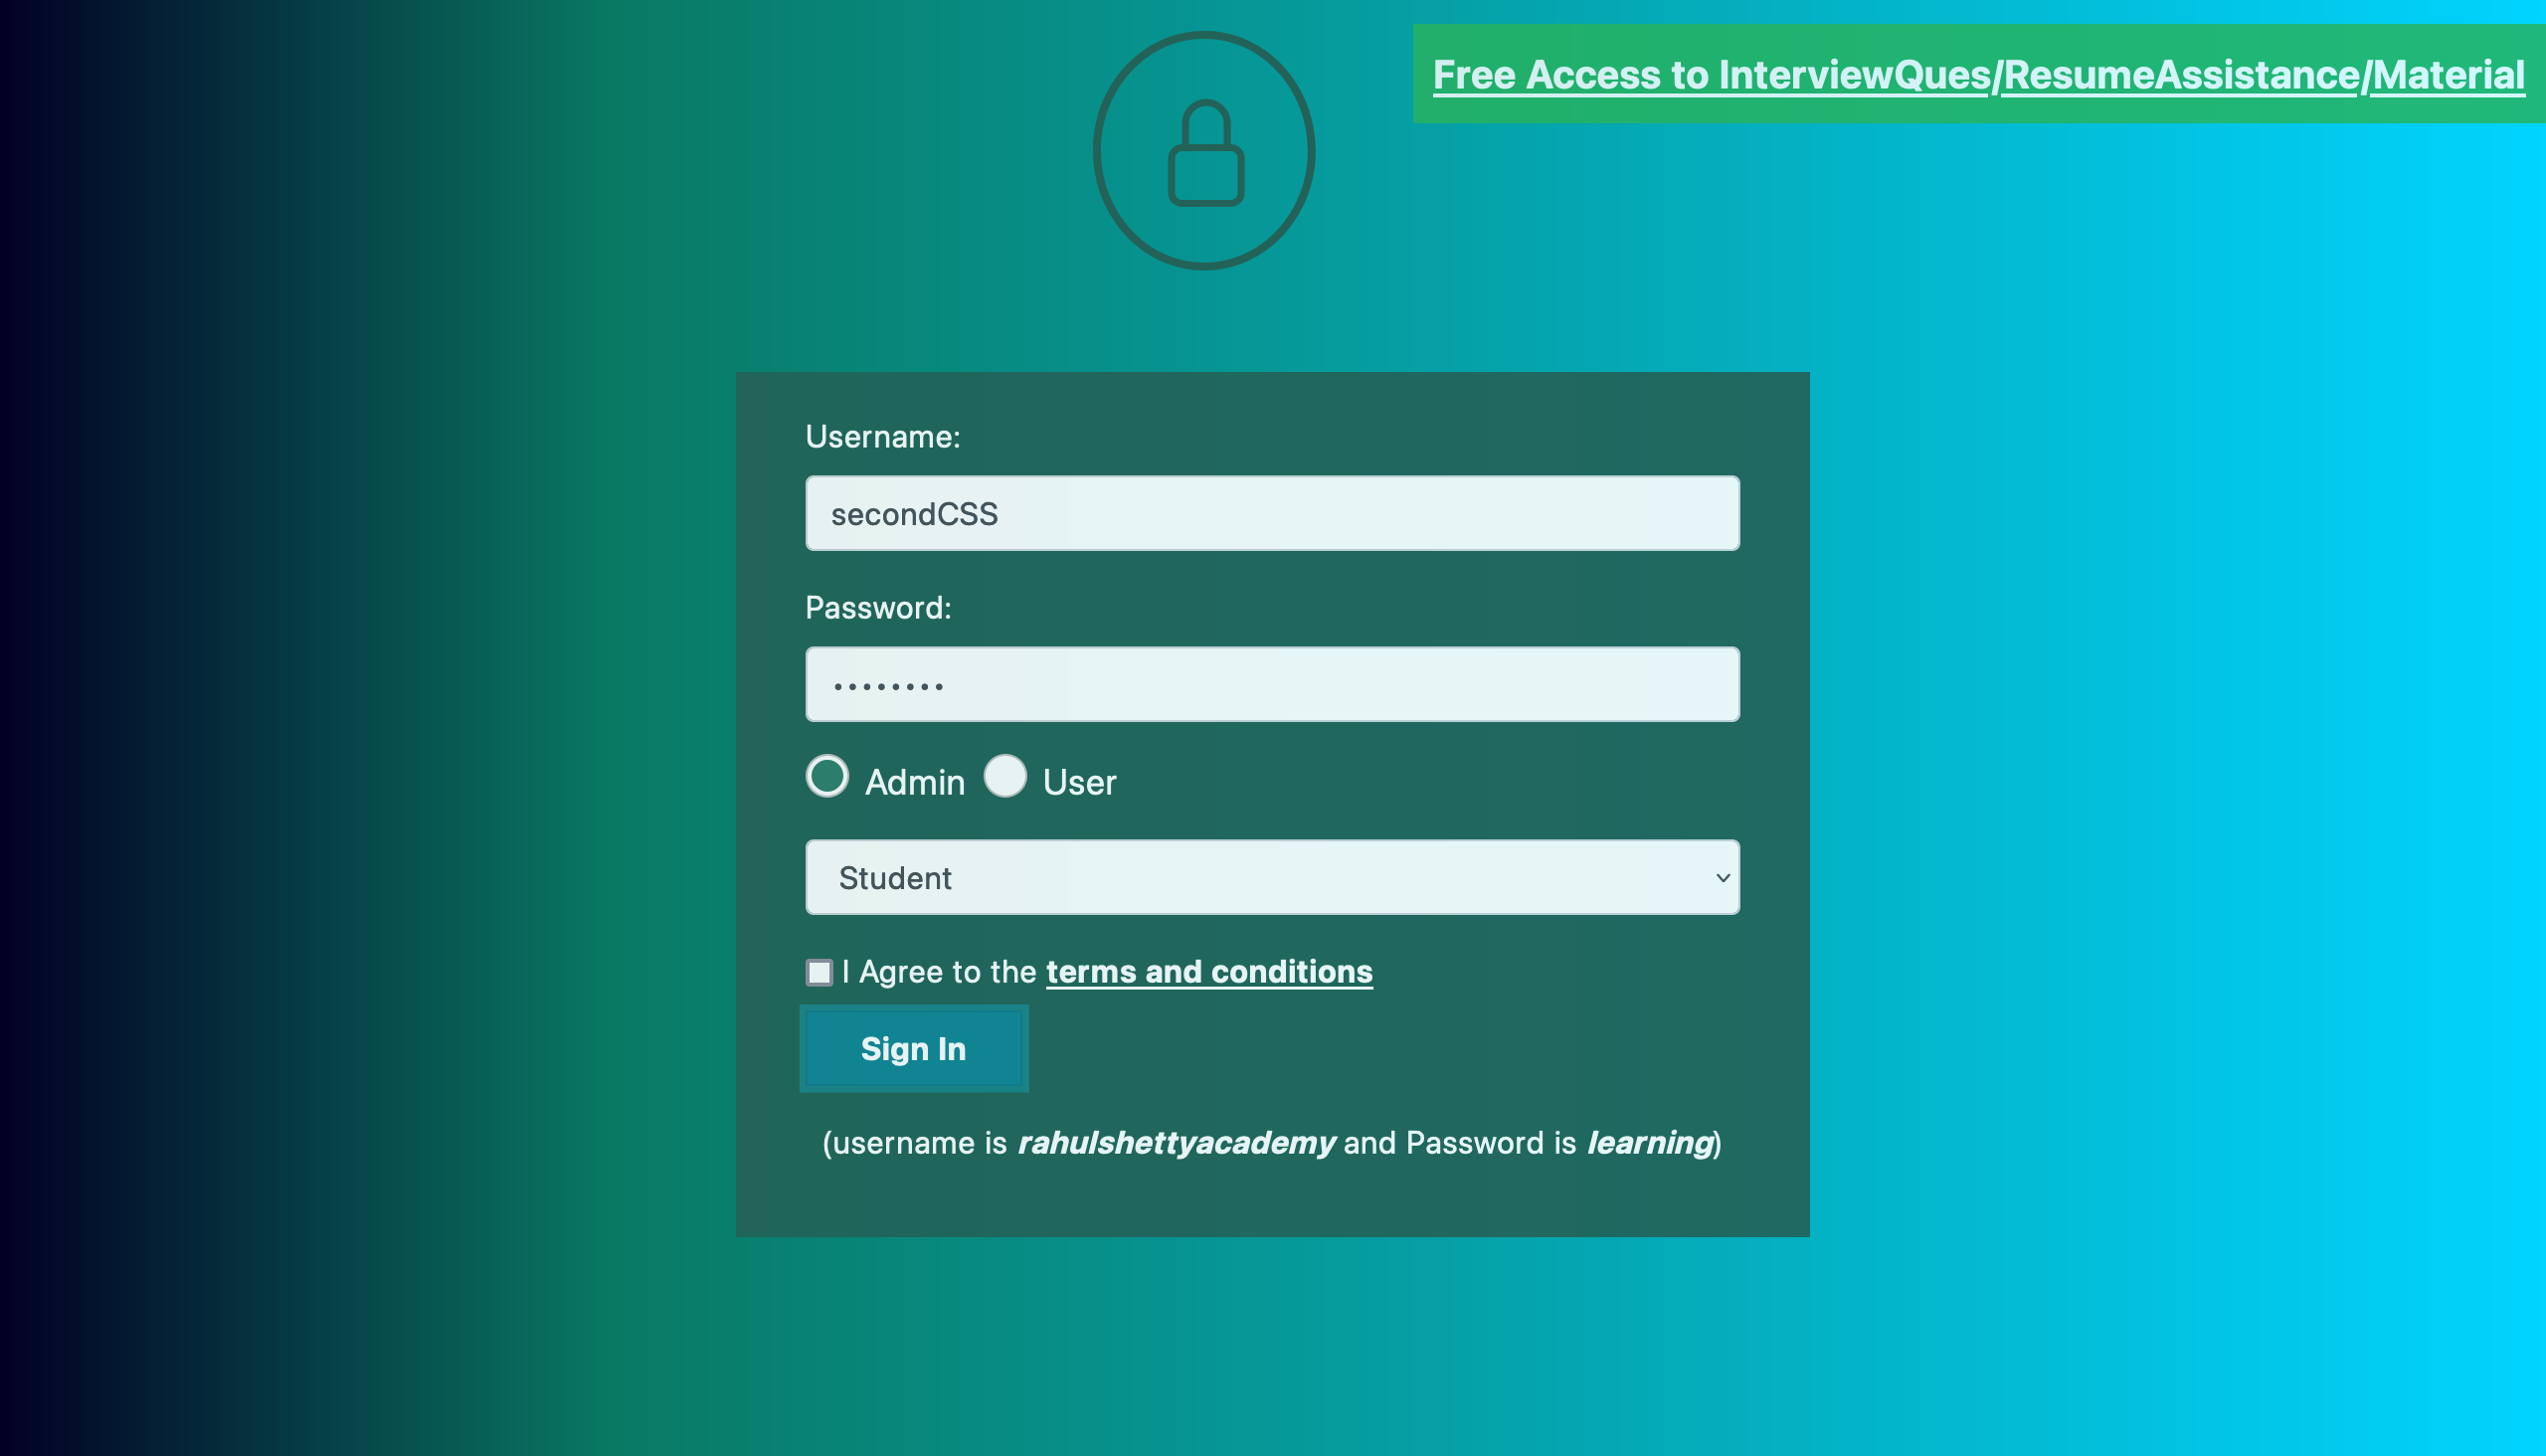 Free Access to InterviewQues/ResumeAssistance/Material
Username:
secondCSS
Password:
••••••••
Admin User
Student
I Agree to the terms and conditions
Sign In
(username is rahulshettyacademy and Password is learning)